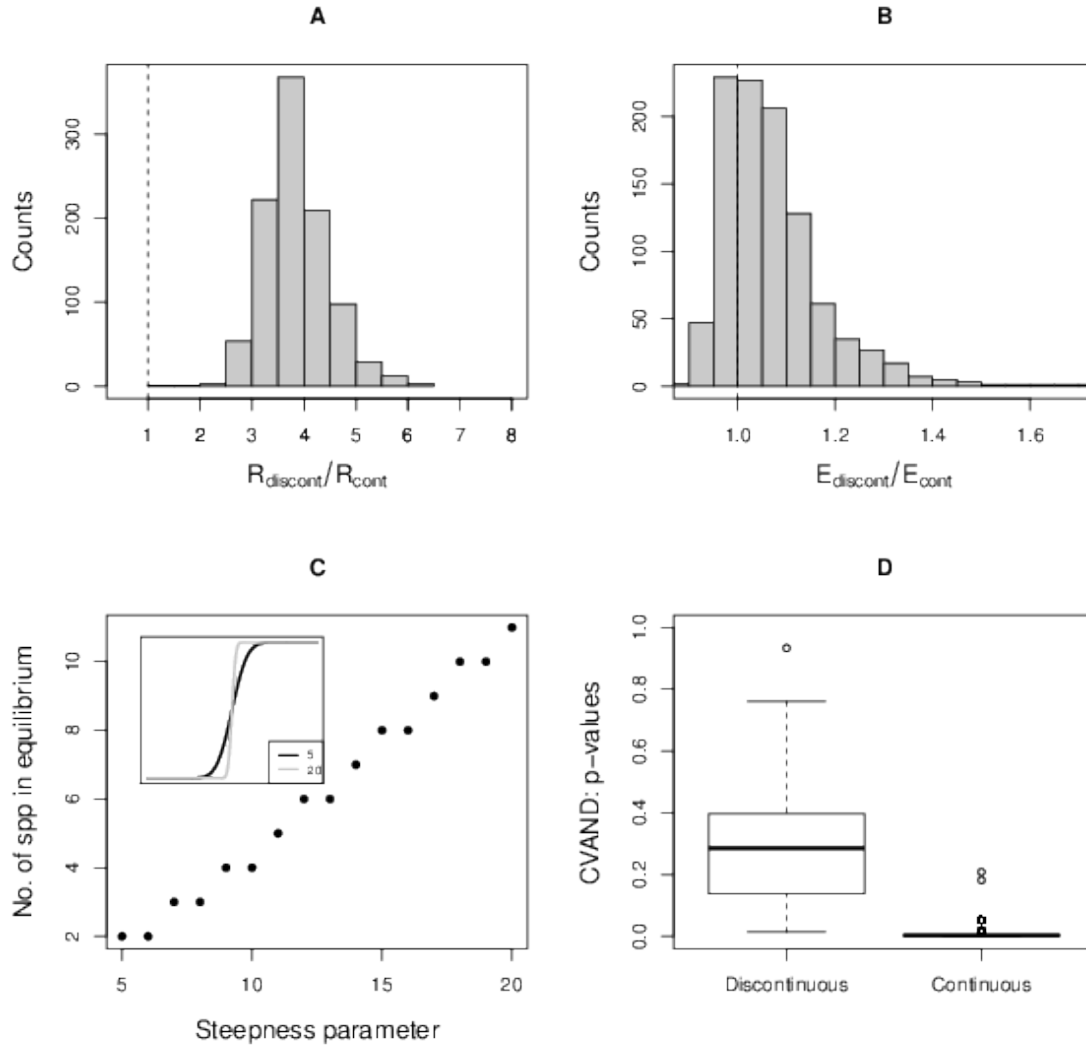 A
Counts
0 100 200 300
1 2 3 4 5 6 7 8
Rdiscont/Rcont
B
Counts
0 50 100 150 200
1.0 1.2 1.4 1.6
Ediscont/Econt
C
No. of spp in equilibrium
2 4 6 8 10
5
20
5 10 15 20
Steepness parameter
D
CVAND: p-values
0.0 0.2 0.4 0.6 0.8 1.0
Discontinuous Continuous